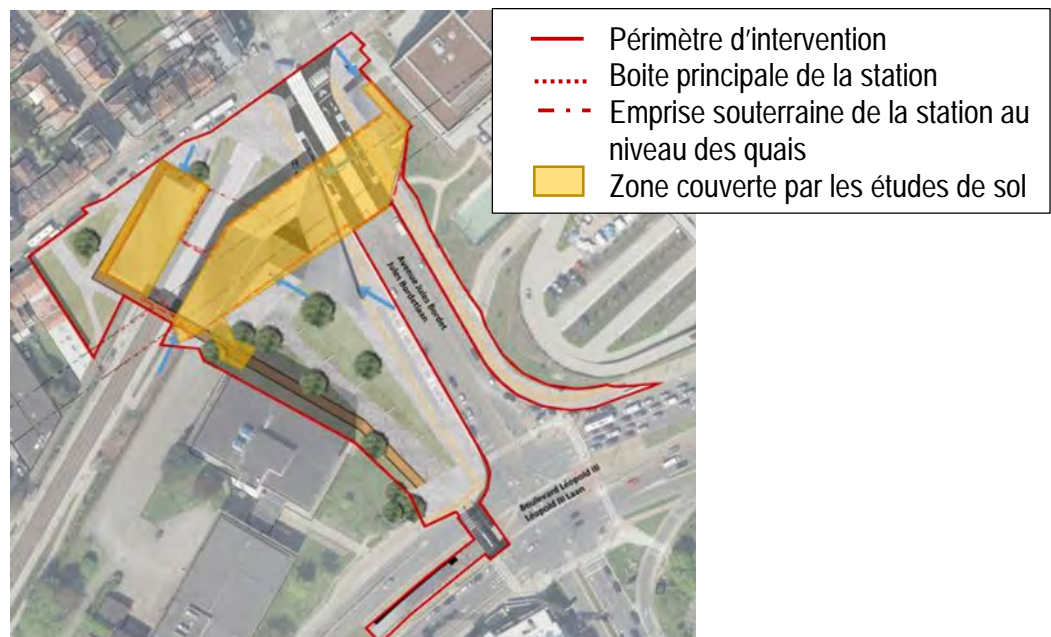 Périmètre d'intervention
Boite principale de la station
Emprise souterraine de la station au
niveau des quais
Zone couverte par les études de sol
Avenue Jules Bordet
Jules Bordetlaan
Boulevard Léopold III
Léopold III Laan